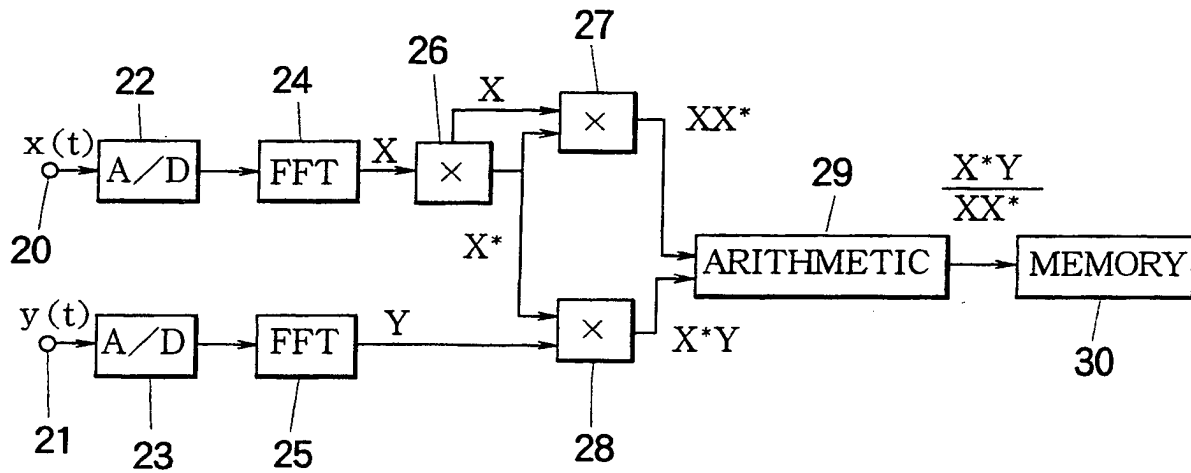 27
26
22
24
X
XX*
x(t)
A/D
FFT
X
×
×
29
X*Y
XX*
20
X*
ARITHMETIC
MEMORY
y(t)
A/D
FFT
Y
×
X*Y
30
21
23
25
28